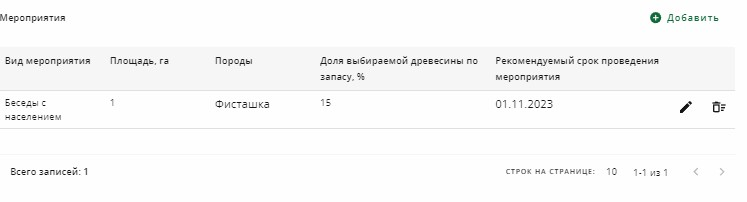 Мероприятия
Добавить
Вид мероприятия Площадь, га Породы Доля выбираемой древесины по запасу, % Рекомендуемый срок проведения мероприятия
Беседы с населением 1 Фисташка 15 01.11.2023
Всего записей: 1
СТРОК НА СТРАНИЦЕ: 10 1-1 из 1